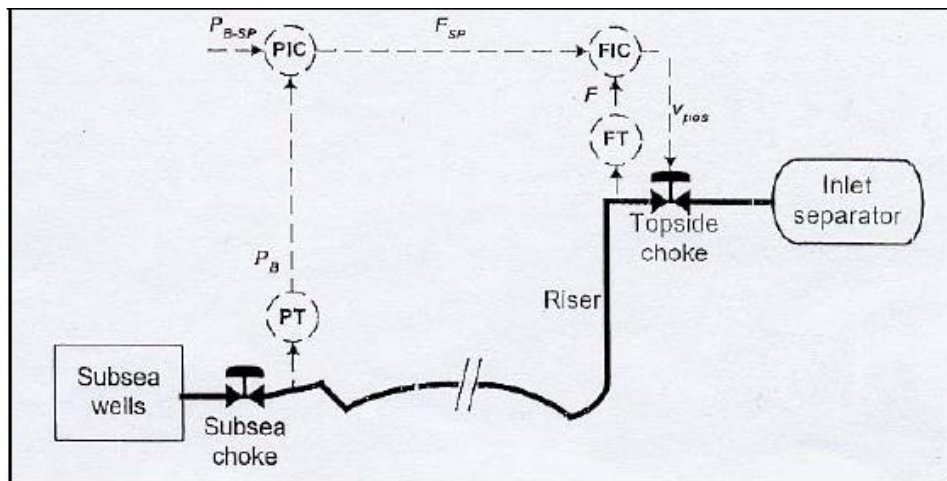 P_B-SP
PIC
F_SP
FIC
F
FT
v_pos
Inlet
separator
Topside
choke
P_B
PT
Riser
Subsea
wells
Subsea
choke